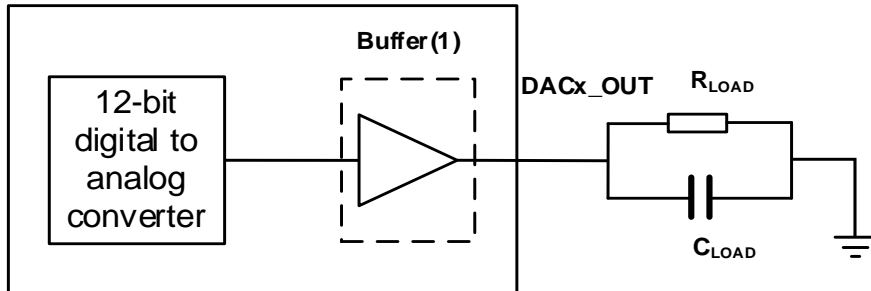 Buffer(1)
12-bit
digital to
analog
converter
DACx_OUT
RLOAD
CLOAD